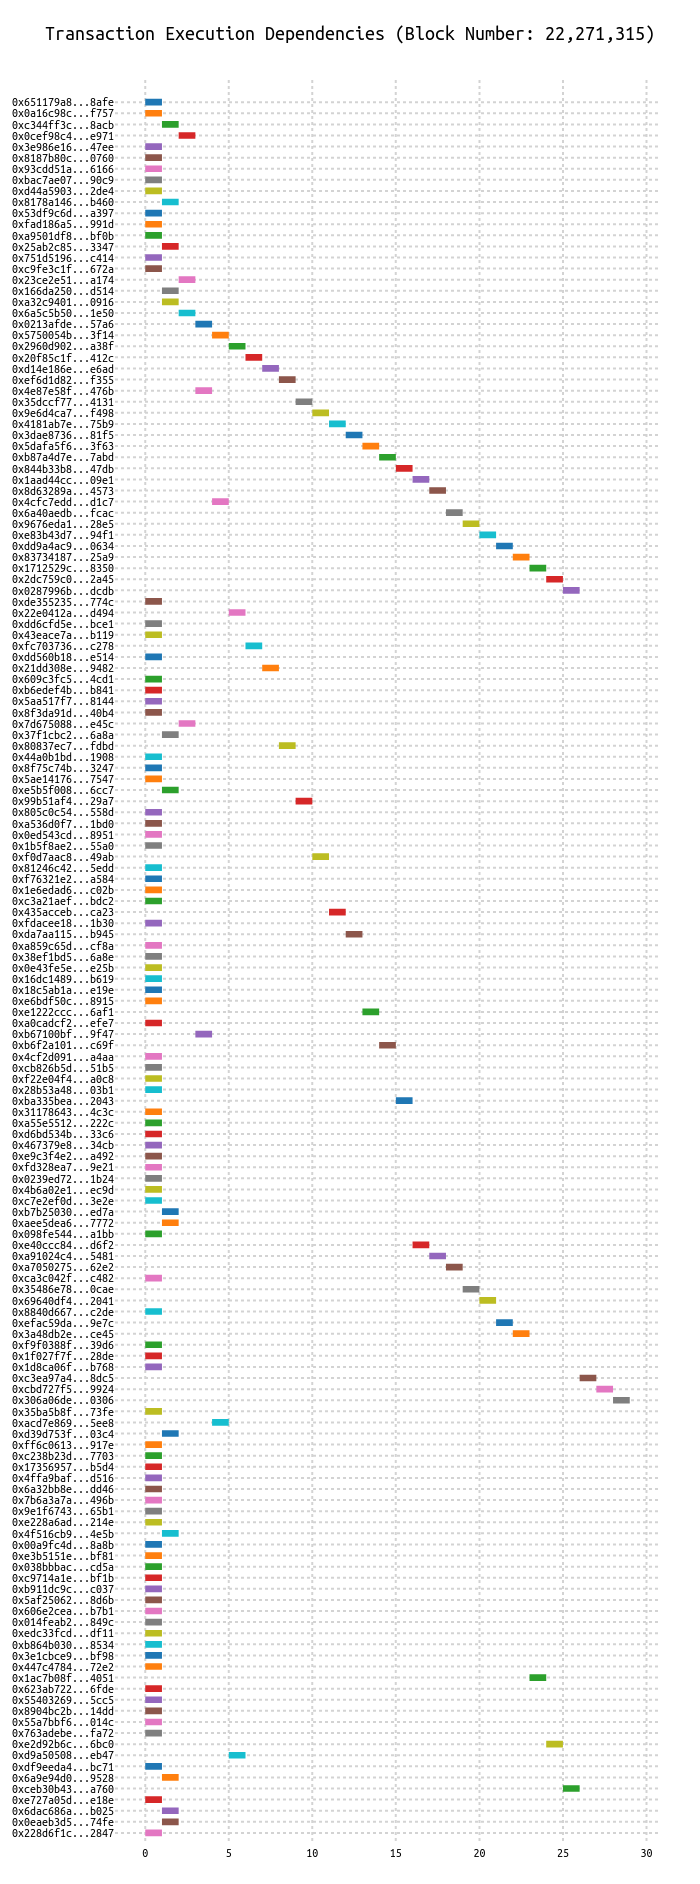 Transaction Execution Dependencies (Block Number: 22,271,315)
0x651179a8...8afe
0x0a16c98c...f757
0xc344ff3c...8acb
0x0cef98c4...e971
0x3e986e16...47ee
0x8187b80c...0760
0x93cdd51a...6166
0xbac7ae07...90c9
0xd44a5903...2de4
0x8178a146...b460
0x53df9c6d...a397
0xfad186a5...991d
0xa9501df8...bf0b
0x25ab2c85...3347
0x751d5196...c414
0xc9fe3c1f...672a
0x23ce2e51...a174
0x166da250...d514
0xa32c9401...0916
0x6a5c5b50...1e50
0x0213afde...57a6
0x5750054b...3f14
0x2960d902...a38f
0x20f85c1f...412c
0xd14e186e...e6ad
0xef6d1d82...f355
0x4e87e58f...476b
0x35dccf77...4131
0x9e6d4ca7...f498
0x4181ab7e...75b9
0x3dae8736...81f5
0x5dafa5f6...3f63
0xb87a4d7e...7abd
0x844b33b8...47db
0x1aad44cc...09e1
0x8d63289a...4573
0x4cfc7edd...d1c7
0x6a40aedb...fcac
0x9676eda1...28e5
0xe83b43d7...94f1
0xdd9a4ac9...0634
0x83734187...25a9
0x1712529c...8350
0x2dc759c0...2a45
0x0287996b...dcdb
0xde355235...774c
0x22e0412a...d494
0xdd6cfd5e...bce1
0x43eace7a...b119
0xfc703736...c278
0xdd560b18...e514
0x21dd308e...9482
0x609c3fc5...4cd1
0xb6edef4b...b841
0x5aa517f7...8144
0x8f3da91d...40b4
0x7d675088...e45c
0x37f1cbc2...6a8a
0x80837ec7...fdbd
0x44a0b1bd...1908
0x8f75c74b...3247
0x5ae14176...7547
0xe5b5f008...6cc7
0x99b51af4...29a7
0x805c0c54...558d
0xa536d0f7...1bd0
0x0ed543cd...8951
0x1b5f8ae2...55a0
0xf0d7aac8...49ab
0x81246c42...5edd
0xf76321e2...a584
0x1e6edad6...c02b
0xc3a21aef...bdc2
0x435acceb...ca23
0xfdacee18...1b30
0xda7aa115...b945
0xa859c65d...cf8a
0x38ef1bd5...6a8e
0x0e43fe5e...e25b
0x16dc1489...b619
0x18c5ab1a...e19e
0xe6bdf50c...8915
0xe1222ccc...6af1
0xa0cadcf2...efe7
0xb67100bf...9f47
0xb6f2a101...c69f
0x4cf2d091...a4aa
0xcb826b5d...51b5
0xf22e04f4...a0c8
0x28b53a48...03b1
0xba335bea...2043
0x31178643...4c3c
0xa55e5512...222c
0xd6bd534b...33c6
0x467379e8...34cb
0xe9c3f4e2...a492
0xfd328ea7...9e21
0x0239ed72...1b24
0x4b6a02e1...ec9d
0xc7e2ef0d...3e2e
0xb7b25030...ed7a
0xaee5dea6...7772
0x098fe544...a1bb
0xe40ccc84...d6f2
0xa91024c4...5481
0xa7050275...62e2
0xca3c042f...c482
0x35486e78...0cae
0x69640df4...2041
0x8840d667...c2de
0xefac59da...9e7c
0x3a48db2e...ce45
0xf9f0388f...39d6
0x1f027f7f...28de
0x1d8ca06f...b768
0xc3ea97a4...8dc5
0xcbd727f5...9924
0x306a06de...0306
0x35ba5b8f...73fe
0xacd7e869...5ee8
0xd39d753f...03c4
0xff6c0613...917e
0xc238b23d...7703
0x17356957...b5d4
0x4ffa9baf...d516
0x6a32bb8e...dd46
0x7b6a3a7a...496b
0x9e1f6743...65b1
0xe228a6ad...214e
0x4f516cb9...4e5b
0x00a9fc4d...8a8b
0xe3b5151e...bf81
0x038bbbac...cd5a
0xc9714a1e...bf1b
0xb911dc9c...c037
0x5af25062...8d6b
0x606e2cea...b7b1
0x014feab2...849c
0xedc33fcd...df11
0xb864b030...8534
0x3e1cbce9...bf98
0x447c4784...72e2
0x1ac7b08f...4051
0x623ab722...6fde
0x55403269...5cc5
0x8904bc2b...14dd
0x55a7bbf6...014c
0x763adebe...fa72
0xe2d92b6c...6bc0
0xd9a50508...eb47
0xdf9eeda4...bc71
0x6a9e94d0...9528
0xceb30b43...a760
0xe727a05d...e18e
0x6dac686a...b025
0x0eaeb3d5...74fe
0x228d6f1c...2847
0 5 10 15 20 25 30